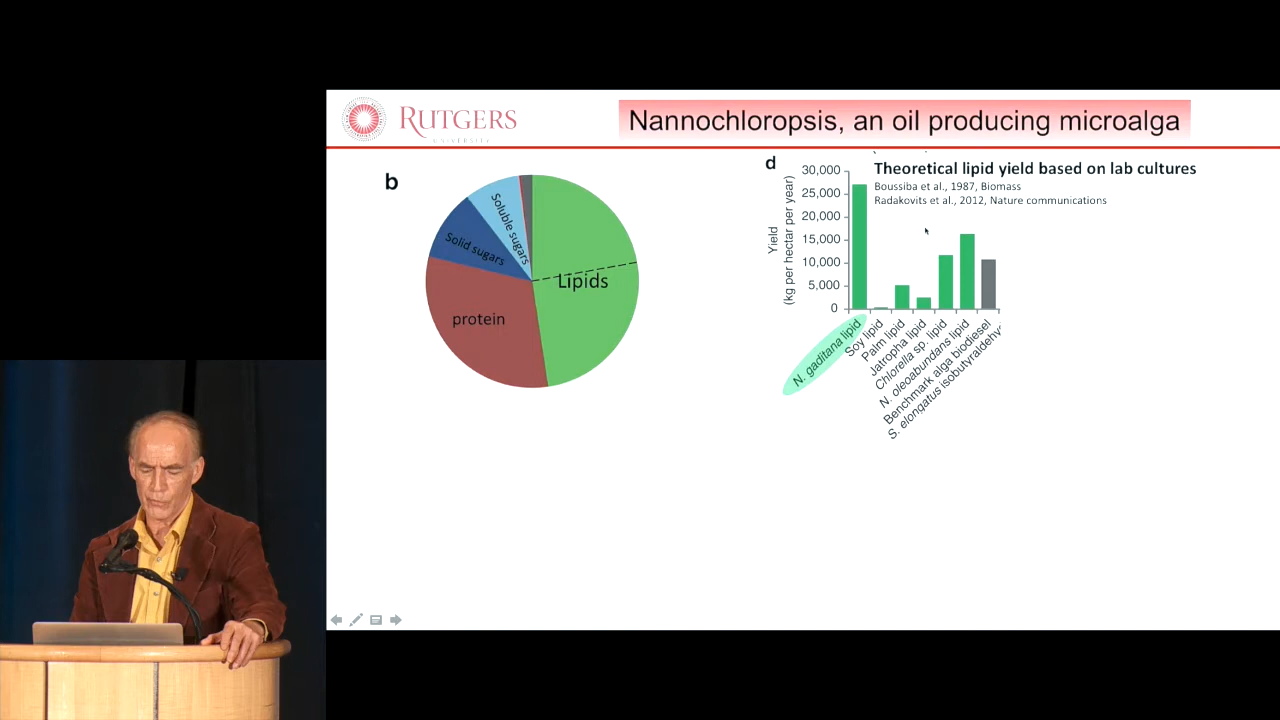 RUTGERS
UNIVERSITY
Nannochloropsis, an oil producing microalga
b
Soluble sugars
Solid sugars
Lipids
protein
d
Theoretical lipid yield based on lab cultures
Boussiba et al., 1987, Biomass
Radakovits et al., 2012, Nature communications
Yield
(kg per hectar per year)
30,000
25,000
20,000
15,000
10,000
5,000
0
N. gaditana lipid
Soy lipid
Palm lipid
Jatropha lipid
Chlorella sp. lipid
N. oleoabundans lipid
Benchmark alga biodiesel
S. elongatus isobutyraldehy